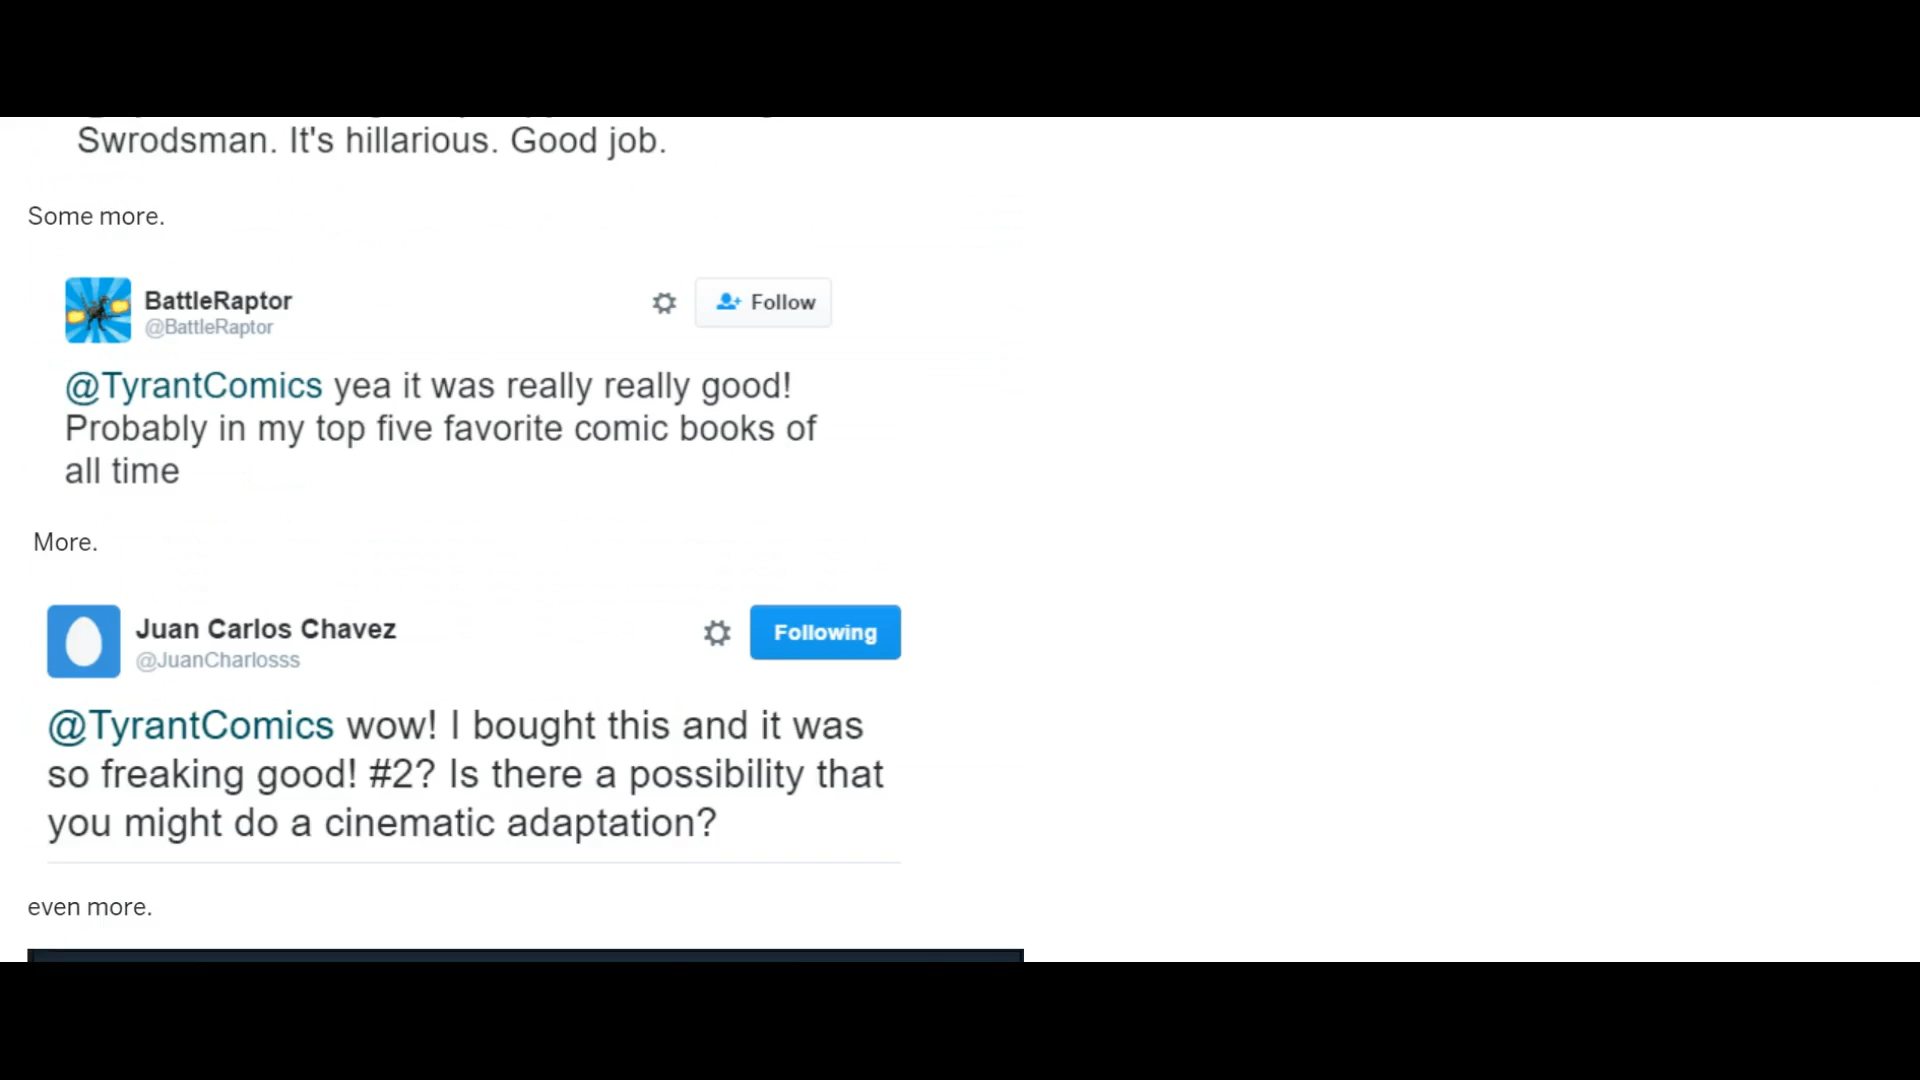 Swrodsman. It's hillarious. Good job.
Some more.
BattleRaptor
@BattleRaptor
Follow
@TyrantComics yea it was really really good!
Probably in my top five favorite comic books of
all time
More.
Juan Carlos Chavez
@JuanCharlosss
Following
@TyrantComics wow! I bought this and it was
so freaking good! #2? Is there a possibility that
you might do a cinematic adaptation?
even more.